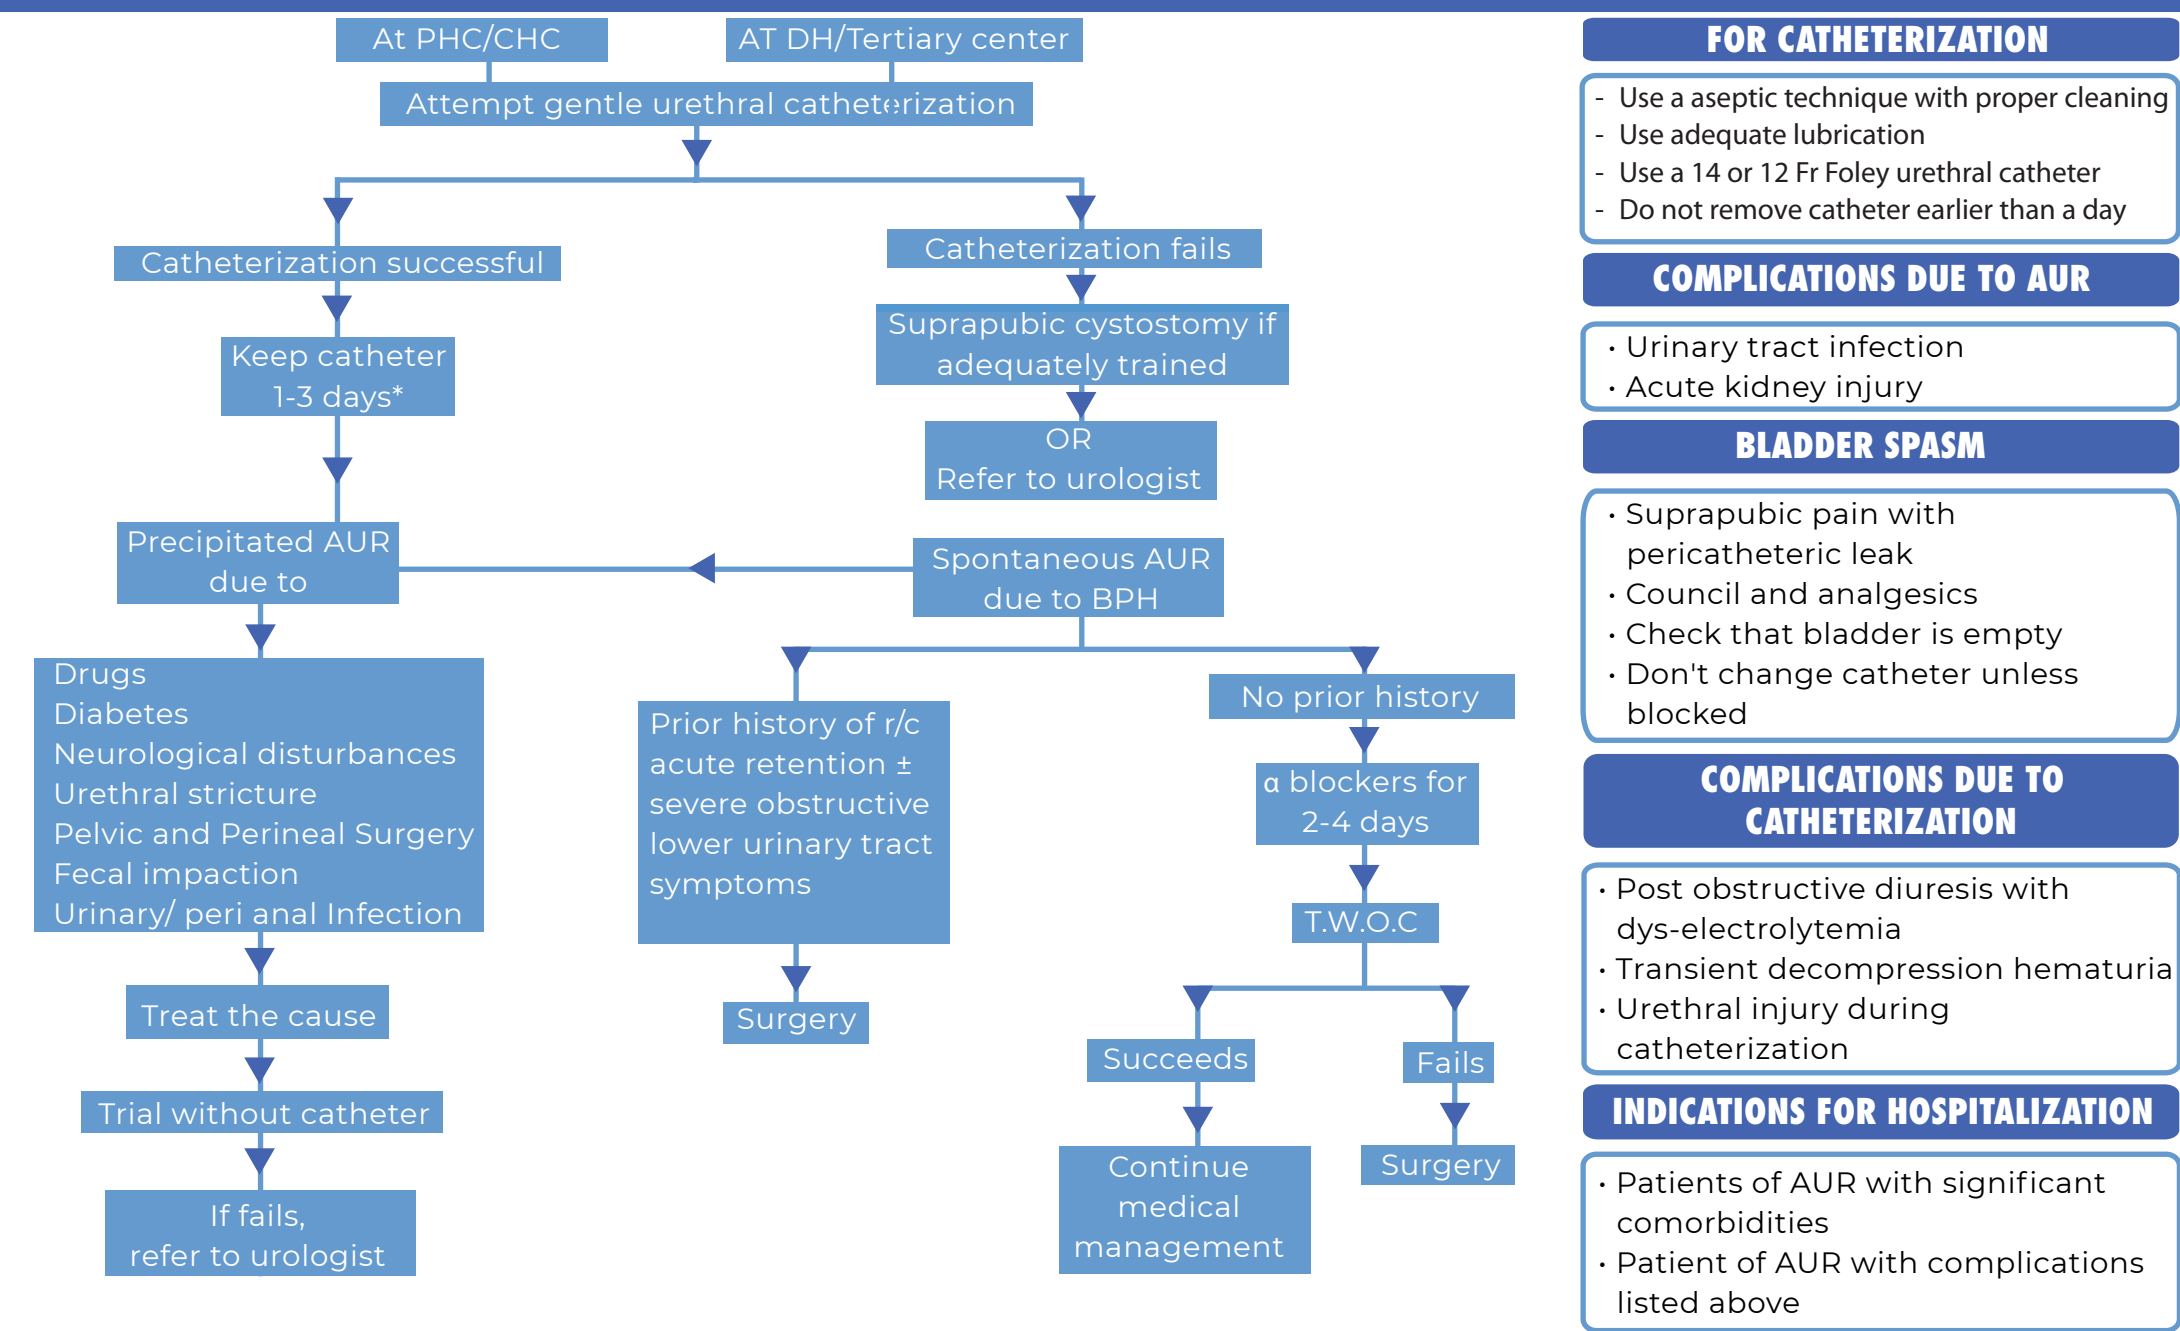 At PHC/CHC
AT DH/Tertiary center
Attempt gentle urethral catheterization
Catheterization successful
Catheterization fails
Keep catheter
1-3 days*
Suprapubic cystostomy if
adequately trained
OR
Refer to urologist
Precipitated AUR
due to
Spontaneous AUR
due to BPH
Drugs
Diabetes
Neurological disturbances
Urethral stricture
Pelvic and Perineal Surgery
Fecal impaction
Urinary/ peri anal Infection
Treat the cause
Trial without catheter
If fails,
refer to urologist
Prior history of r/c
acute retention ±
severe obstructive
lower urinary tract
symptoms
Surgery
No prior history
α blockers for
2-4 days
T.W.O.C
Succeeds
Fails
Continue
medical
management
Surgery
FOR CATHETERIZATION
- Use a aseptic technique with proper cleaning
- Use adequate lubrication
- Use a 14 or 12 Fr Foley urethral catheter
- Do not remove catheter earlier than a day
COMPLICATIONS DUE TO AUR
· Urinary tract infection
· Acute kidney injury
BLADDER SPASM
· Suprapubic pain with
pericatheteric leak
· Council and analgesics
· Check that bladder is empty
· Don't change catheter unless
blocked
COMPLICATIONS DUE TO
CATHETERIZATION
· Post obstructive diuresis with
dys-electrolytemia
· Transient decompression hematuria
· Urethral injury during
catheterization
INDICATIONS FOR HOSPITALIZATION
· Patients of AUR with significant
comorbidities
· Patient of AUR with complications
listed above